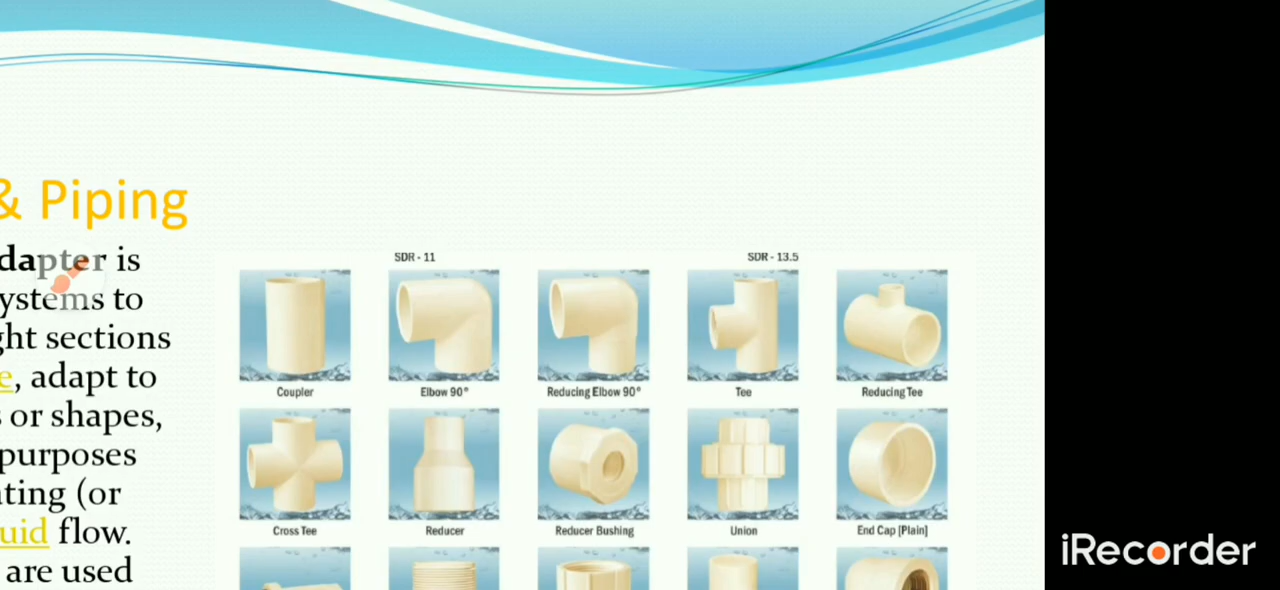 & Piping
dapter is
ystems to
ght sections
e, adapt to
s or shapes,
purposes
ating (or
uid flow.
are used
SDR - 11
SDR - 13.5
Coupler
Elbow 90°
Reducing Elbow 90°
Tee
Reducing Tee
Cross Tee
Reducer
Reducer Bushing
Union
End Cap [Plain]
iRecorder